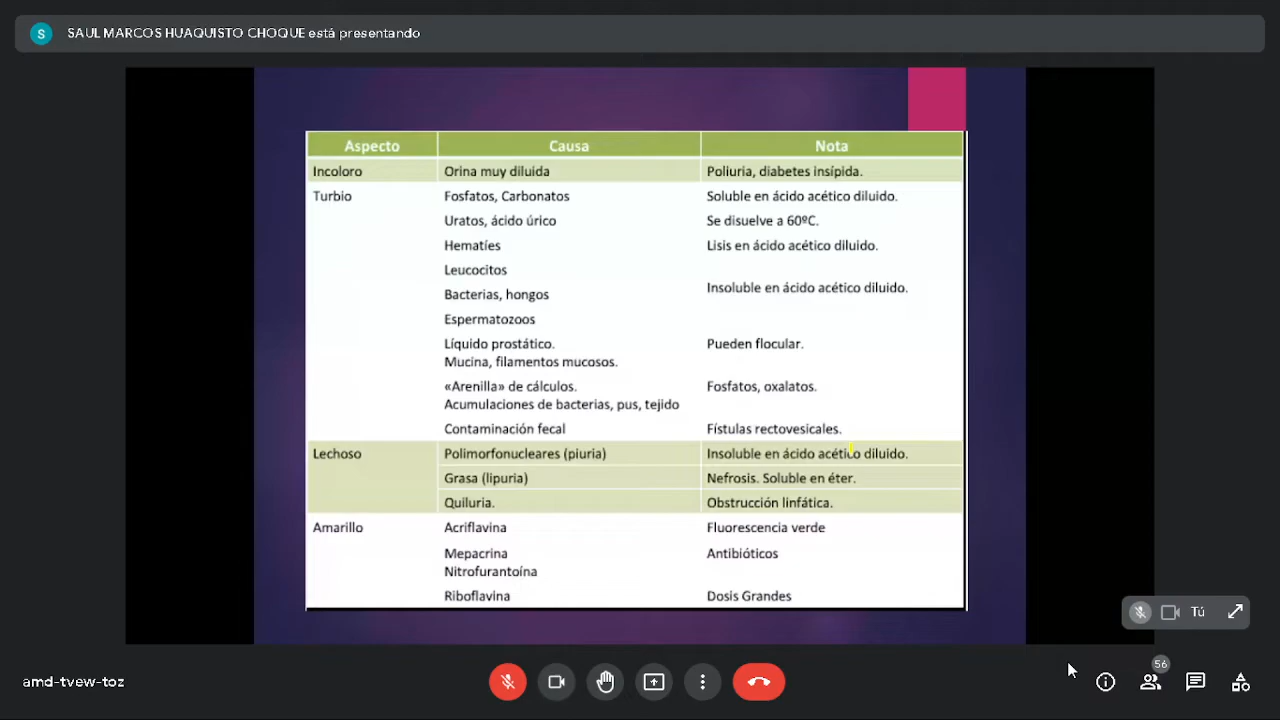 S SAUL MARCOS HUAQUISTO CHOQUE está presentando
Aspecto Causa Nota
Incoloro Orina muy diluida Poliuria, diabetes insípida.
Turbio Fosfatos, Carbonatos Soluble en ácido acético diluido.
Uratos, ácido úrico Se disuelve a 60ºC.
Hematíes Lisis en ácido acético diluido.
Leucocitos
Insoluble en ácido acético diluido.
Bacterias, hongos
Espermatozoos
Líquido prostático. Pueden flocular.
Mucina, filamentos mucosos.
«Arenilla» de cálculos. Fosfatos, oxalatos.
Acumulaciones de bacterias, pus, tejido
Contaminación fecal Fístulas rectovesicales.
Lechoso Polimorfonucleares (piuria) Insoluble en ácido acético diluido.
Grasa (lipuria) Nefrosis. Soluble en éter.
Quiluria. Obstrucción linfática.
Amarillo Acriflavina Fluorescencia verde
Mepacrina Antibióticos
Nitrofurantoína
Riboflavina Dosis Grandes
Tú
56
amd-tvew-toz